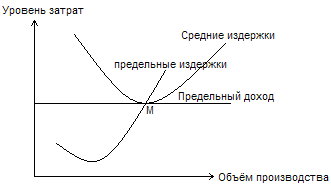 Уровень затрат
Средние издержки
предельные издержки
Предельный доход
М
Объём производства